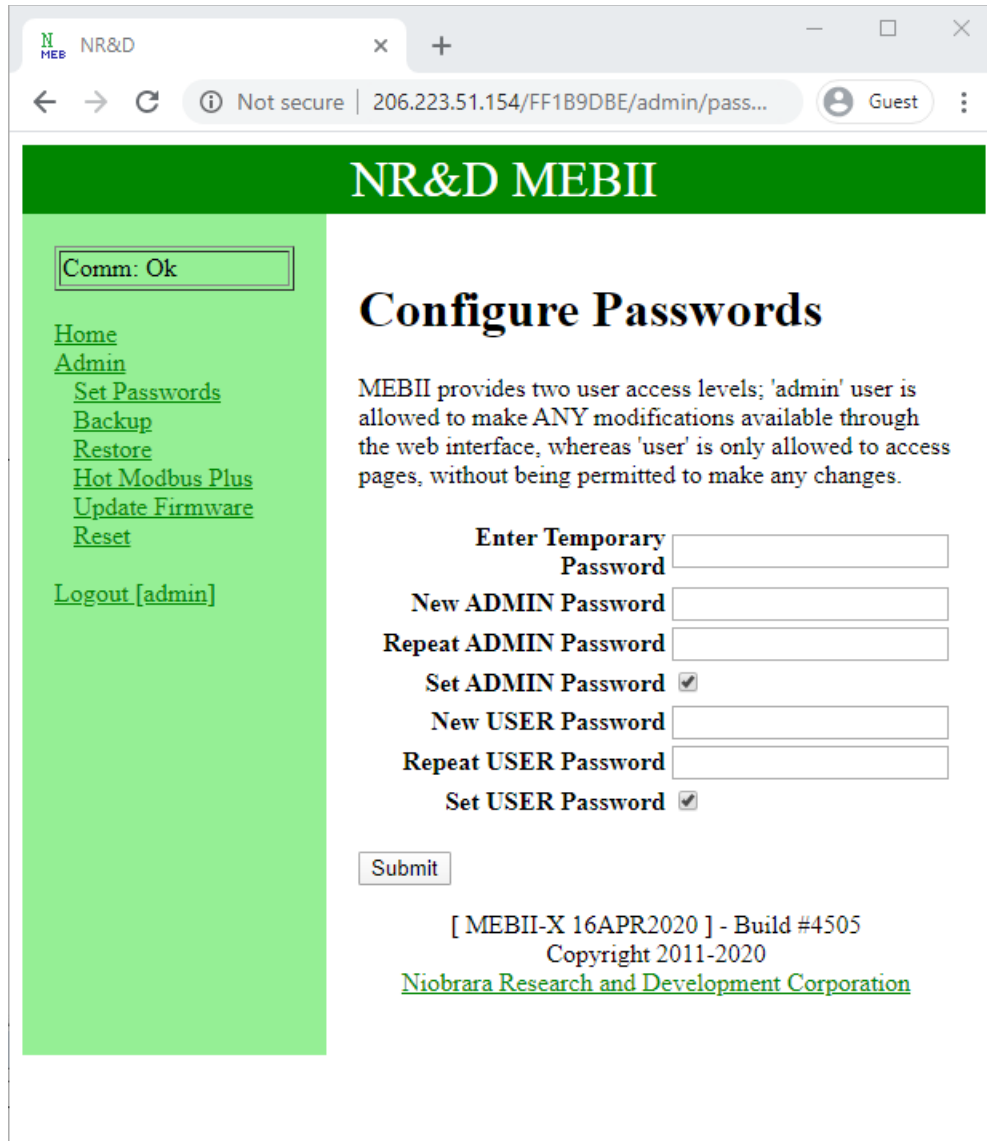 N
MEB
NR&D
Not secure | 206.223.51.154/FF1B9DBE/admin/pass...
Guest
NR&D MEBII
Comm: Ok
Home
Admin
Set Passwords
Backup
Restore
Hot Modbus Plus
Update Firmware
Reset
Logout [admin]
Configure Passwords
MEBII provides two user access levels; 'admin' user is
allowed to make ANY modifications available through
the web interface, whereas 'user' is only allowed to access
pages, without being permitted to make any changes.
Enter Temporary
Password
New ADMIN Password
Repeat ADMIN Password
Set ADMIN Password
New USER Password
Repeat USER Password
Set USER Password
Submit
[ MEBII-X 16APR2020 ] - Build #4505
Copyright 2011-2020
Niobrara Research and Development Corporation